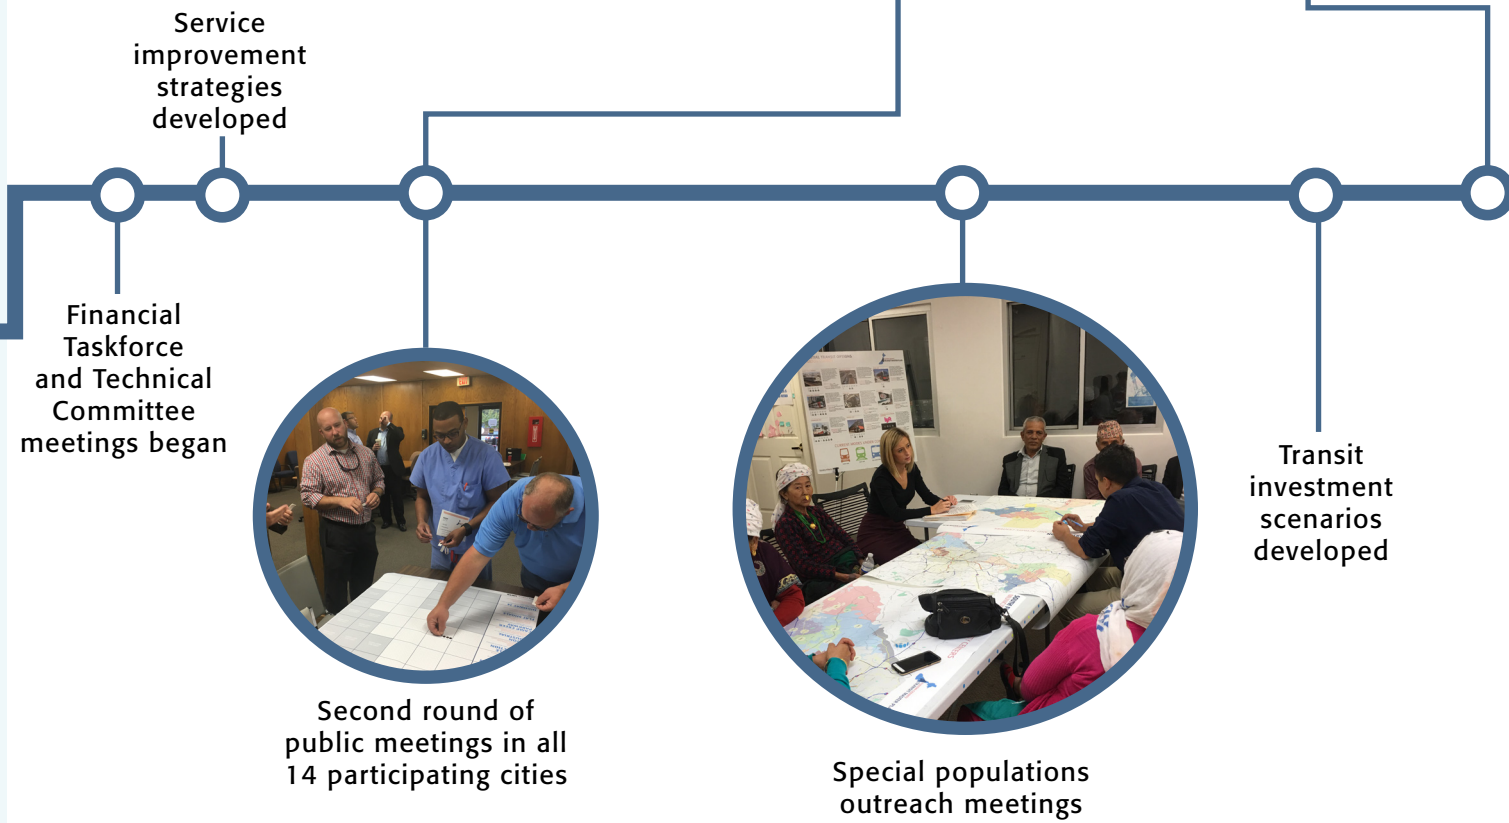 Service
improvement
strategies
developed
Financial
Taskforce
and Technical
Committee
meetings began
Second round of
public meetings in all
14 participating cities
Special populations
outreach meetings
Transit
investment
scenarios
developed